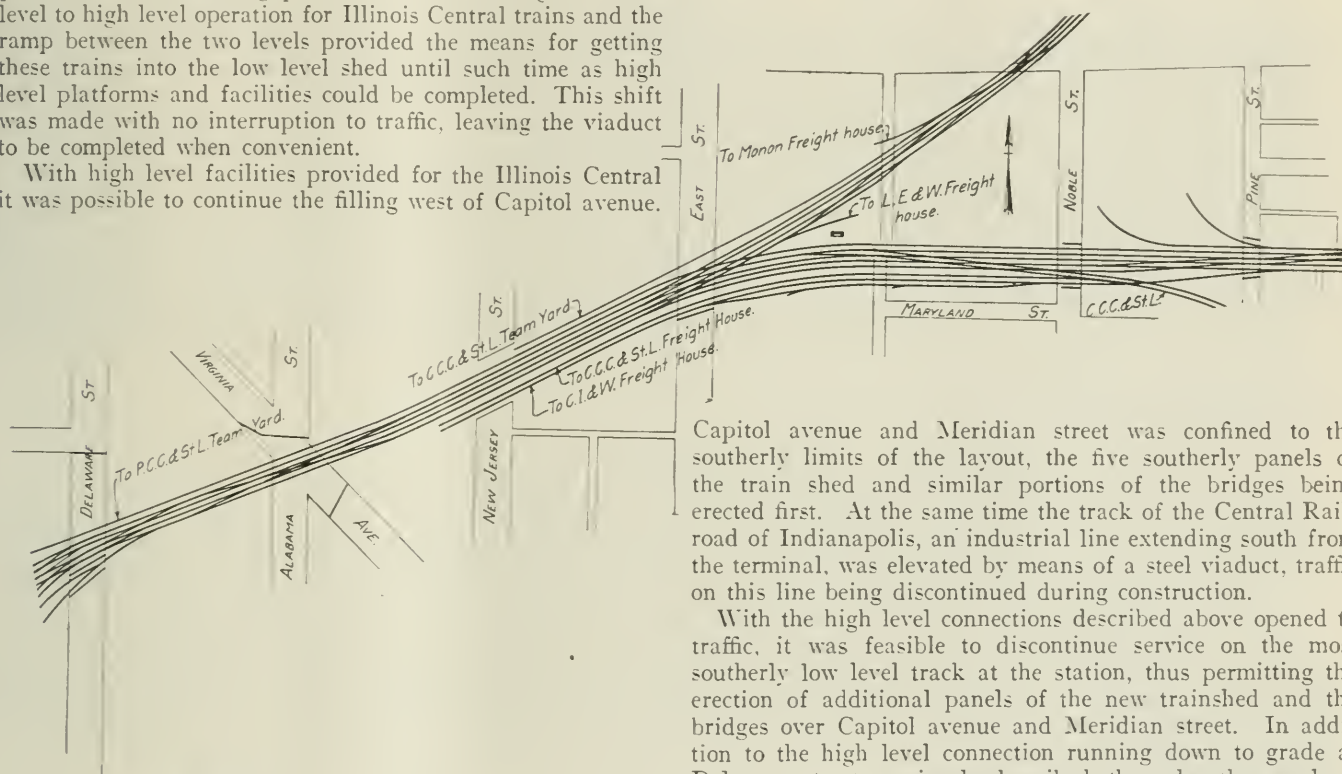 level to high level operation for Illinois Central trains and the
ramp between the two levels provided the means for getting
these trains into the low level shed until such time as high
level platforms and facilities could be completed. This shift
was made with no interruption to traffic, leaving the viaduct
to be completed when convenient.
With high level facilities provided for the Illinois Central
it was possible to continue the filling west of Capitol avenue.
EAST ST.
To Monon Freight house.
To L.E & W. Freight
house.
NOBLE ST.
PINE ST.
MARYLAND ST.
C.C.C.&St.L.
ST.
To C.C.C.& St.L. Team Yard
To C.C.C. & St.L. Freight House.
To C.I.& W. Freight House.
NEW JERSEY
VIRGINIA
ST.
AVE.
ALABAMA
DELAWARE ST
To P.C.C.& St.L. Team Yard.
Capitol avenue and Meridian street was confined to
southerly limits of the layout, the five southerly panels
the train shed and similar portions of the bridges
erected first. At the same time the track of the Central
road of Indianapolis, an industrial line extending south
the terminal, was elevated by means of a steel viaduct,
on this line being discontinued during construction.
With the high level connections described above opened
traffic, it was feasible to discontinue service on the
southerly low level track at the station, thus permitting
erection of additional panels of the new trainshed and
bridges over Capitol avenue and Meridian street. In
tion to the high level connection running down to grade